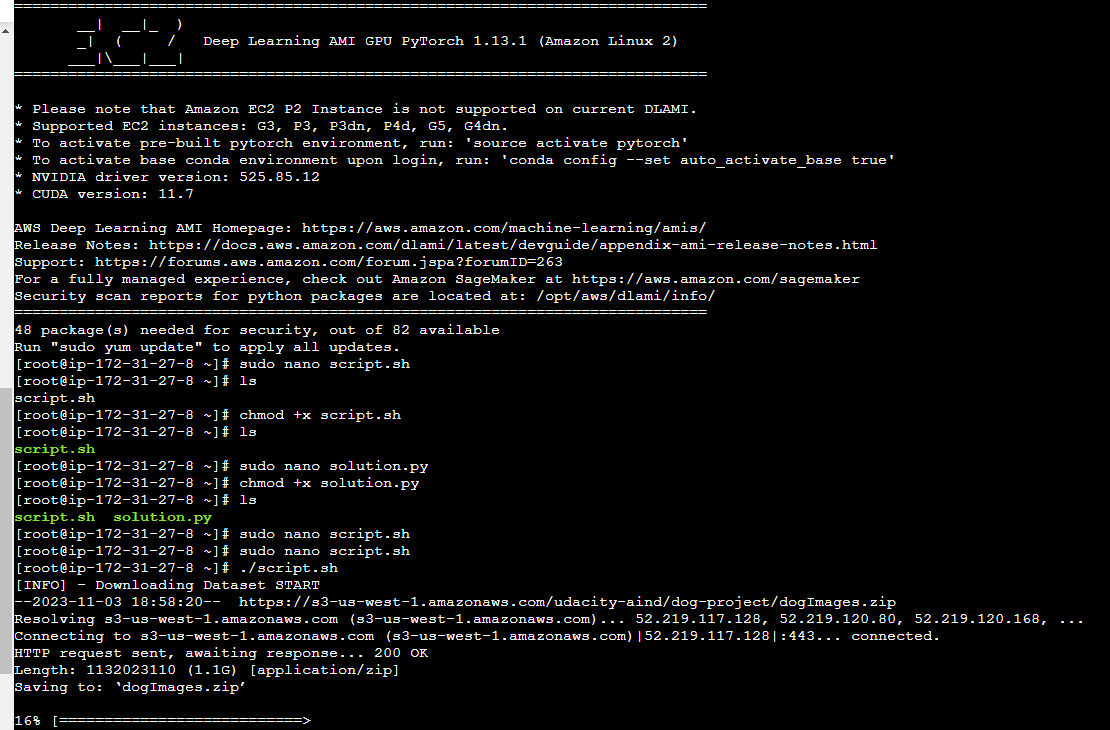 =============================================================================
       __|  __|_  )
       _|  (     /   Deep Learning AMI GPU PyTorch 1.13.1 (Amazon Linux 2)
      ___|\___|___|
=============================================================================
* Please note that Amazon EC2 P2 Instance is not supported on current DLAMI.
* Supported EC2 instances: G3, P3, P3dn, P4d, G5, G4dn.
* To activate pre-built pytorch environment, run: 'source activate pytorch'
* To activate base conda environment upon login, run: 'conda config --set auto_activate_base true'
* NVIDIA driver version: 525.85.12
* CUDA version: 11.7
AWS Deep Learning AMI Homepage: https://aws.amazon.com/machine-learning/amis/
Release Notes: https://docs.aws.amazon.com/dlami/latest/devguide/appendix-ami-release-notes.html
Support: https://forums.aws.amazon.com/forum.jspa?forumID=263
For a fully managed experience, check out Amazon SageMaker at https://aws.amazon.com/sagemaker
Security scan reports for python packages are located at: /opt/aws/dlami/info/
=============================================================================
48 package(s) needed for security, out of 82 available
Run "sudo yum update" to apply all updates.
[root@ip-172-31-27-8 ~]# sudo nano script.sh
[root@ip-172-31-27-8 ~]# ls
script.sh
[root@ip-172-31-27-8 ~]# chmod +x script.sh
[root@ip-172-31-27-8 ~]# ls
script.sh
[root@ip-172-31-27-8 ~]# sudo nano solution.py
[root@ip-172-31-27-8 ~]# chmod +x solution.py
[root@ip-172-31-27-8 ~]# ls
script.sh  solution.py
[root@ip-172-31-27-8 ~]# sudo nano script.sh
[root@ip-172-31-27-8 ~]# sudo nano script.sh
[root@ip-172-31-27-8 ~]# ./script.sh
[INFO] - Downloading Dataset START
--2023-11-03 18:58:20--  https://s3-us-west-1.amazonaws.com/udacity-aind/dog-project/dogImages.zip
Resolving s3-us-west-1.amazonaws.com (s3-us-west-1.amazonaws.com)... 52.219.117.128, 52.219.120.80, 52.219.120.168, ...
Connecting to s3-us-west-1.amazonaws.com (s3-us-west-1.amazonaws.com)|52.219.117.128|:443... connected.
HTTP request sent, awaiting response... 200 OK
Length: 1132023110 (1.1G) [application/zip]
Saving to: ‘dogImages.zip’
16% [===========================>